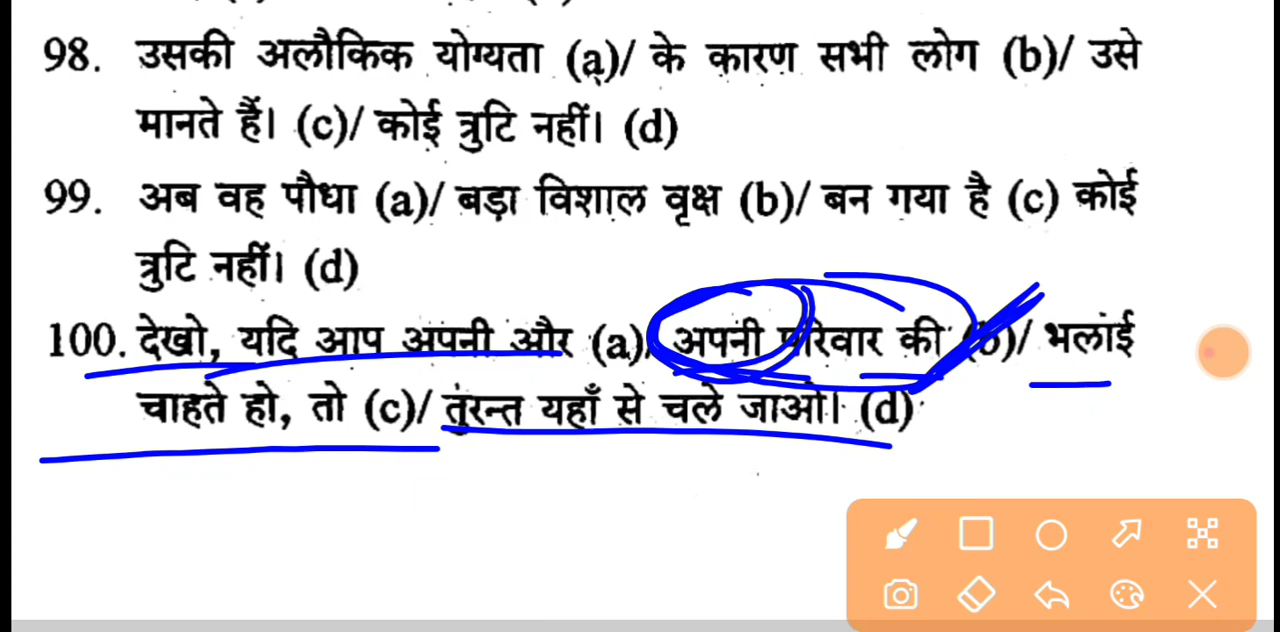 98. उसकी अलौकिक योग्यता (a)/ के कारण सभी लोग (b)/ उसे
मानते हैं। (c)/ कोई त्रुटि नहीं। (d)
99. अब वह पौधा (a)/ बड़ा विशाल वृक्ष (b)/ बन गया है (c) कोई
त्रुटि नहीं। (d)
100. देखो, यदि आप अपनी और (a)/ अपनी परिवार की (b)/ भलाई
चाहते हो, तो (c)/ तुरन्त यहाँ से चले जाओ। (d)